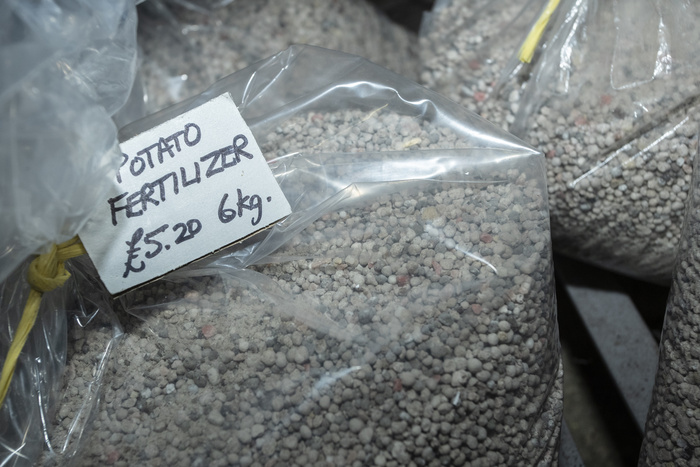 POTATO
FERTILIZER
£5.20 6kg.